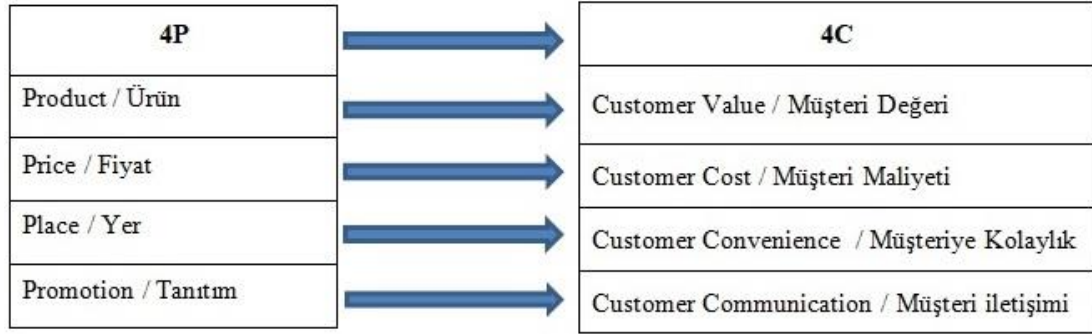 4P
4C
Product / Ürün
Customer Value / Müşteri Değeri
Price / Fiyat
Customer Cost / Müşteri Maliyeti
Place / Yer
Customer Convenience / Müşteriye Kolaylık
Promotion / Tanıtım
Customer Communication / Müşteri iletişimi